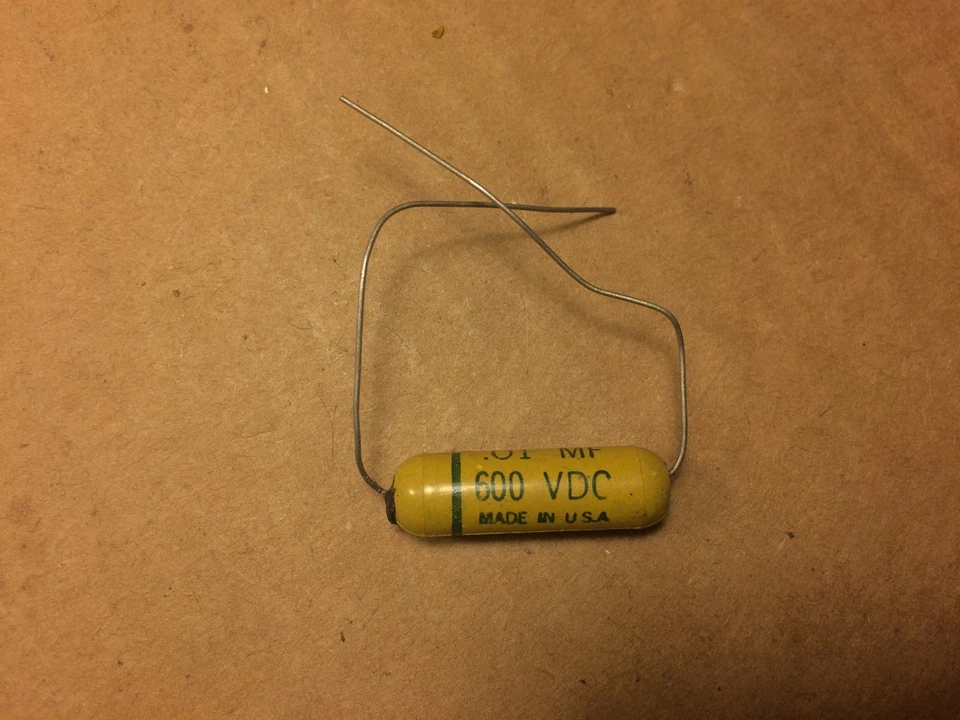 .01 MF
600 VDC
MADE IN U.S.A